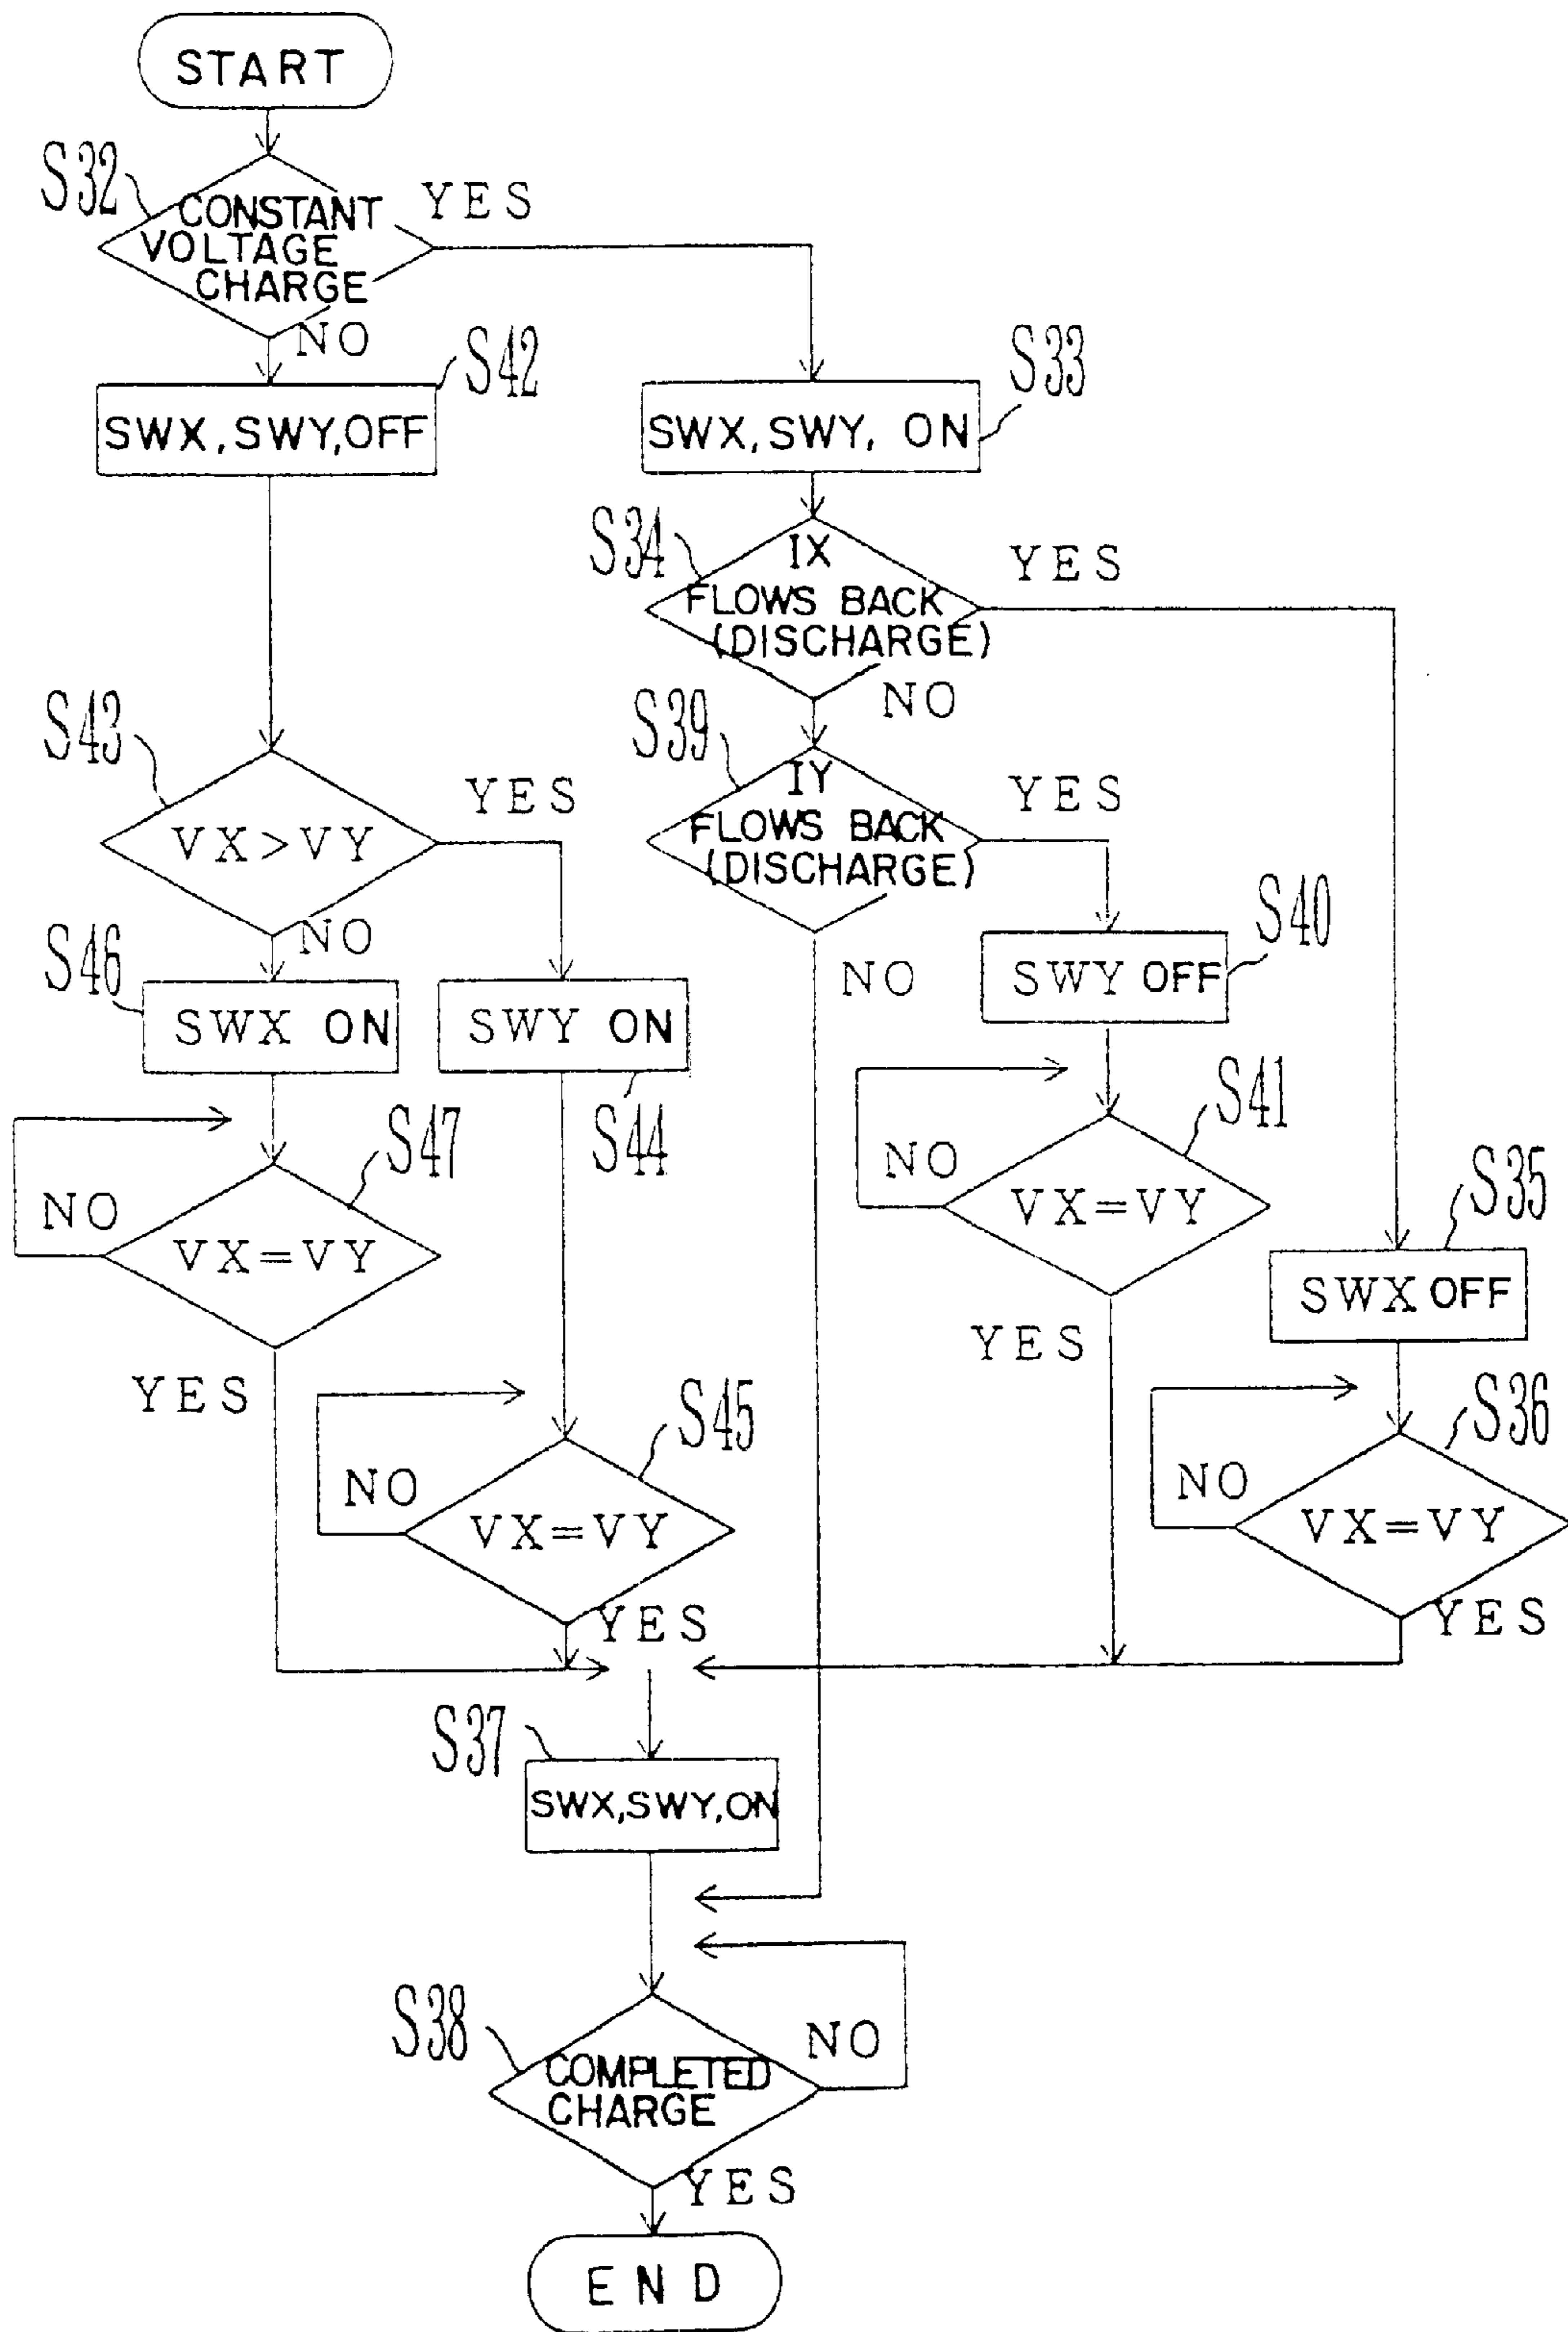 START
S32
CONSTANT
VOLTAGE
CHARGE
YES
NO
S42
SWX, SWY, OFF
S33
SWX, SWY, ON
S34
IX
FLOWS BACK
(DISCHARGE)
YES
NO
S43
VX>VY
YES
NO
S39
IY
FLOWS BACK
(DISCHARGE)
YES
NO
S46
SWX ON
SWY ON
S44
S40
SWY OFF
S47
NO
VX=VY
YES
S41
NO
VX=VY
YES
S35
SWX OFF
S45
NO
VX=VY
YES
S36
NO
VX=VY
YES
S37
SWX, SWY, ON
S38
COMPLETED
CHARGE
NO
YES
END